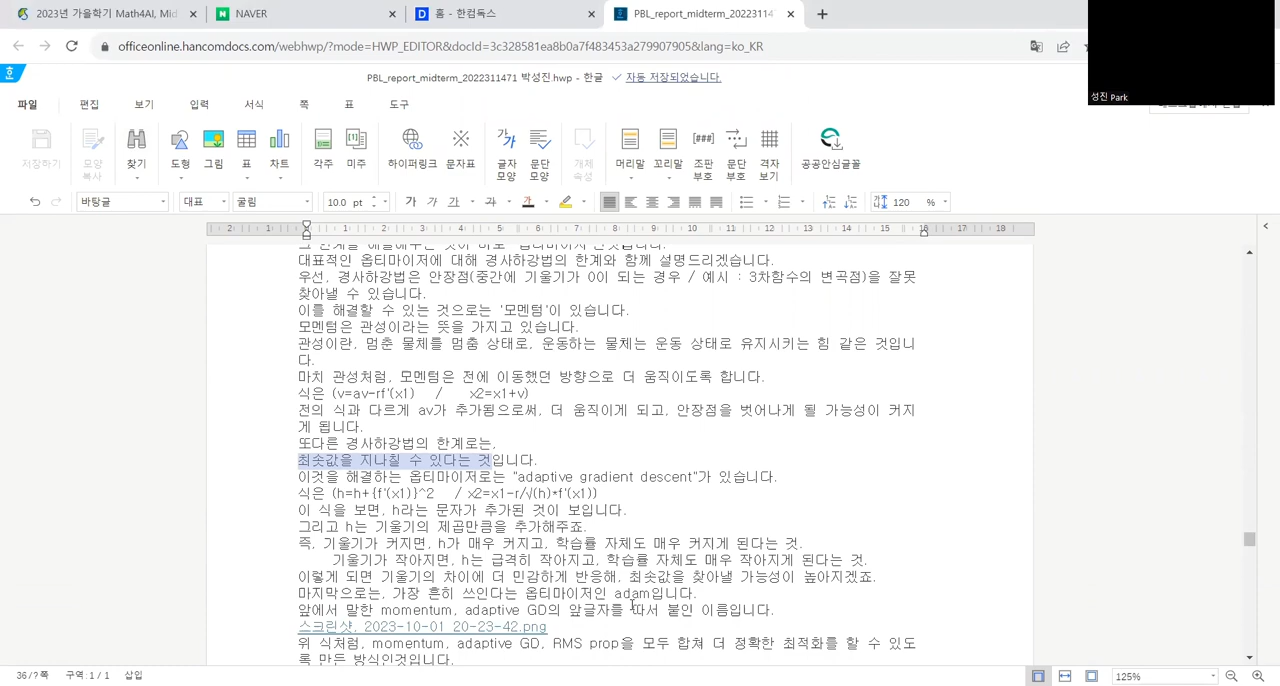 2023년 가을학기 Math4AI, Mid
NAVER
홈 - 한컴독스
PBL_report_midterm_20223114
officeonline.hancomdocs.com/webhwp/?mode=HWP_EDITOR&docId=3c328581ea8b0a7f483453a279907905&lang=ko_KR
성진 Park
PBL_report_midterm_2022311471 박성진.hwp - 한글 자동 저장되었습니다.
파일 편집 보기 입력 서식 쪽 표 도구
저장하기 모양 복사 찾기 도형 그림 표 차트 각주 미주 하이퍼링크 문자표 글자 모양 문단 모양 개체 속성 머리말 꼬리말 조판 부호 문단 부호 격자 보기 공공안심글꼴
바탕글 대표 굴림 10.0 pt 가 가 가 가 가 120 %
2 1 1 2 3 4 5 6 7 8 9 10 11 12 13 14 15 16 17 18
대표적인 옵티마이저에 대해 경사하강법의 한계와 함께 설명드리겠습니다.
우선, 경사하강법은 안장점(중간에 기울기가 0이 되는 경우 / 예시 : 3차함수의 변곡점)을 잘못
찾아낼 수 있습니다.
이를 해결할 수 있는 것으로는 '모멘텀'이 있습니다.
모멘텀은 관성이라는 뜻을 가지고 있습니다.
관성이란, 멈춘 물체를 멈춤 상태로, 운동하는 물체는 운동 상태로 유지시키는 힘 같은 것입니
다.
마치 관성처럼, 모멘텀은 전에 이동했던 방향으로 더 움직이도록 합니다.
식은 (v=av-rf'(x1) / x2=x1+v)
전의 식과 다르게 av가 추가됨으로써, 더 움직이게 되고, 안장점을 벗어나게 될 가능성이 커지
게 됩니다.
또다른 경사하강법의 한계로는,
최솟값을 지나칠 수 있다는 것입니다.
이것을 해결하는 옵티마이저로는 "adaptive gradient descent"가 있습니다.
식은 (h=h+{f'(x1)}^2 / x2=x1-r/√(h)*f'(x1))
이 식을 보면, h라는 문자가 추가된 것이 보입니다.
그리고 h는 기울기의 제곱만큼을 추가해주죠.
즉, 기울기가 커지면, h가 매우 커지고, 학습률 자체도 매우 커지게 된다는 것.
기울기가 작아지면, h는 급격히 작아지고, 학습률 자체도 매우 작아지게 된다는 것.
이렇게 되면 기울기의 차이에 더 민감하게 반응해, 최솟값을 찾아낼 가능성이 높아지겠죠.
마지막으로는, 가장 흔히 쓰인다는 옵티마이저인 adam입니다.
앞에서 말한 momentum, adaptive GD의 앞글자를 따서 붙인 이름입니다.
스크린샷, 2023-10-01 20-23-42.png
위 식처럼, momentum, adaptive GD, RMS prop을 모두 합쳐 더 정확한 최적화를 할 수 있도
록 만든 방식인것입니다.
36/?쪽 구역:1 / 1 삽입 125%